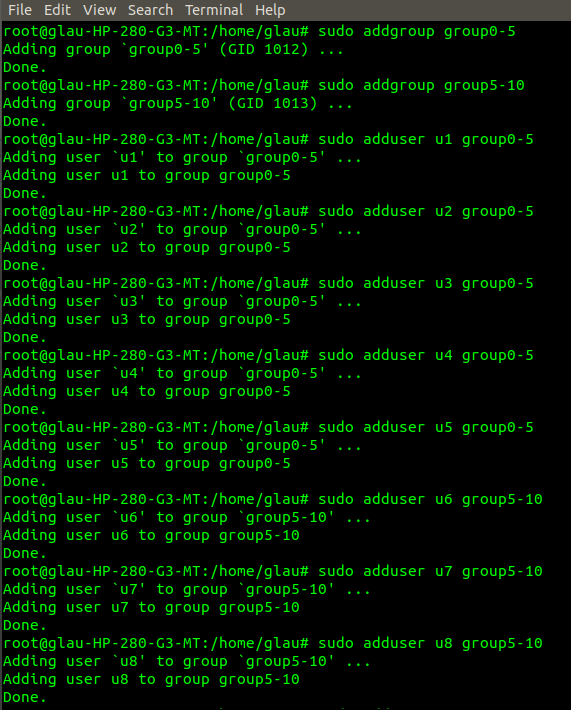 File Edit View Search Terminal Help
root@glau-HP-280-G3-MT:/home/glau# sudo addgroup group0-5
Adding group `group0-5' (GID 1012) ...
Done.
root@glau-HP-280-G3-MT:/home/glau# sudo addgroup group5-10
Adding group `group5-10' (GID 1013) ...
Done.
root@glau-HP-280-G3-MT:/home/glau# sudo adduser u1 group0-5
Adding user `u1' to group `group0-5' ...
Adding user u1 to group group0-5
Done.
root@glau-HP-280-G3-MT:/home/glau# sudo adduser u2 group0-5
Adding user `u2' to group `group0-5' ...
Adding user u2 to group group0-5
Done.
root@glau-HP-280-G3-MT:/home/glau# sudo adduser u3 group0-5
Adding user `u3' to group `group0-5' ...
Adding user u3 to group group0-5
Done.
root@glau-HP-280-G3-MT:/home/glau# sudo adduser u4 group0-5
Adding user `u4' to group `group0-5' ...
Adding user u4 to group group0-5
Done.
root@glau-HP-280-G3-MT:/home/glau# sudo adduser u5 group0-5
Adding user `u5' to group `group0-5' ...
Adding user u5 to group group0-5
Done.
root@glau-HP-280-G3-MT:/home/glau# sudo adduser u6 group5-10
Adding user `u6' to group `group5-10' ...
Adding user u6 to group group5-10
Done.
root@glau-HP-280-G3-MT:/home/glau# sudo adduser u7 group5-10
Adding user `u7' to group `group5-10' ...
Adding user u7 to group group5-10
Done.
root@glau-HP-280-G3-MT:/home/glau# sudo adduser u8 group5-10
Adding user `u8' to group `group5-10' ...
Adding user u8 to group group5-10
Done.